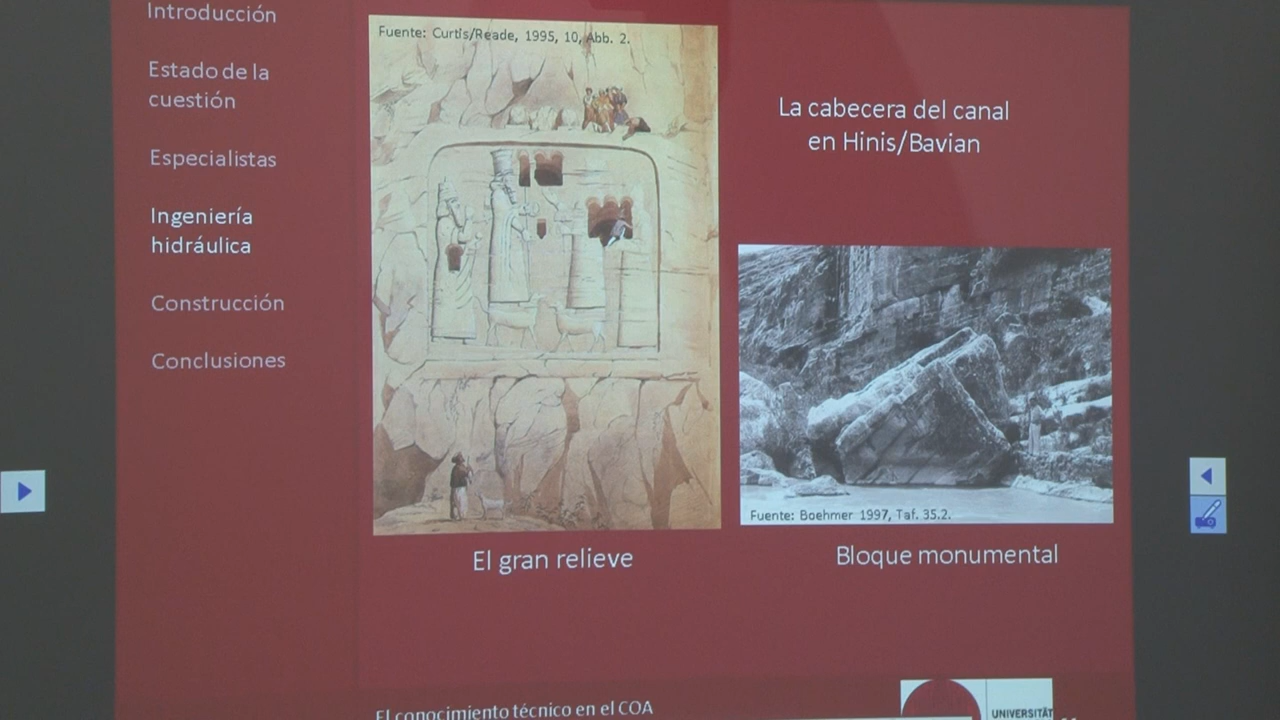 Introducción
Estado de la
cuestión
Especialistas
Ingeniería
hidráulica
Construcción
Conclusiones
Fuente: Curtis/Reade, 1995, 10, Abb. 2.
La cabecera del canal
en Hinis/Bavian
Fuente: Boehmer 1997, Taf. 35.2.
El gran relieve
Bloque monumental
El conocimiento técnico en el COA
UNIVERSITÄT